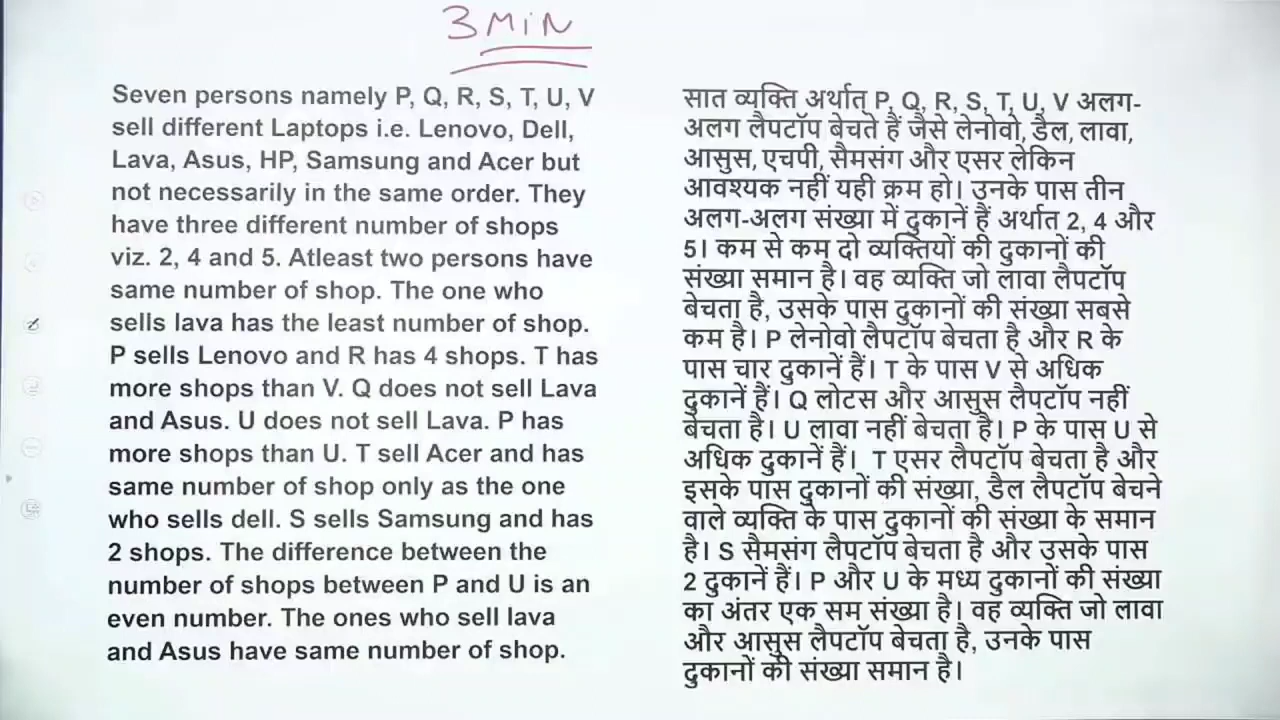 3 MIN
Seven persons namely P, Q, R, S, T, U, V
sell different Laptops i.e. Lenovo, Dell,
Lava, Asus, HP, Samsung and Acer but
not necessarily in the same order. They
have three different number of shops
viz. 2, 4 and 5. Atleast two persons have
same number of shop. The one who
sells lava has the least number of shop.
P sells Lenovo and R has 4 shops. T has
more shops than V. Q does not sell Lava
and Asus. U does not sell Lava. P has
more shops than U. T sell Acer and has
same number of shop only as the one
who sells dell. S sells Samsung and has
2 shops. The difference between the
number of shops between P and U is an
even number. The ones who sell lava
and Asus have same number of shop.
सात व्यक्ति अर्थात् P, Q, R, S, T, U, V अलग-
अलग लैपटॉप बेचते हैं जैसे लेनोवो, डैल, लावा,
आसुस, एचपी, सैमसंग और एसर लेकिन
आवश्यक नहीं यही क्रम हो। उनके पास तीन
अलग-अलग संख्या में दुकानें हैं अर्थात 2, 4 और
5। कम से कम दो व्यक्तियों की दुकानों की
संख्या समान है। वह व्यक्ति जो लावा लैपटॉप
बेचता है, उसके पास दुकानों की संख्या सबसे
कम है। P लेनोवो लैपटॉप बेचता है और R के
पास चार दुकानें हैं। T के पास V से अधिक
दुकानें हैं। Q लोटस और आसुस लैपटॉप नहीं
बेचता है। U लावा नहीं बेचता है। P के पास U से
अधिक दुकानें हैं। T एसर लैपटॉप बेचता है और
इसके पास दुकानों की संख्या, डैल लैपटॉप बेचने
वाले व्यक्ति के पास दुकानों की संख्या के समान
है। S सैमसंग लैपटॉप बेचता है और उसके पास
2 दुकानें हैं। P और U के मध्य दुकानों की संख्या
का अंतर एक सम संख्या है। वह व्यक्ति जो लावा
और आसुस लैपटॉप बेचता है, उनके पास
दुकानों की संख्या समान है।